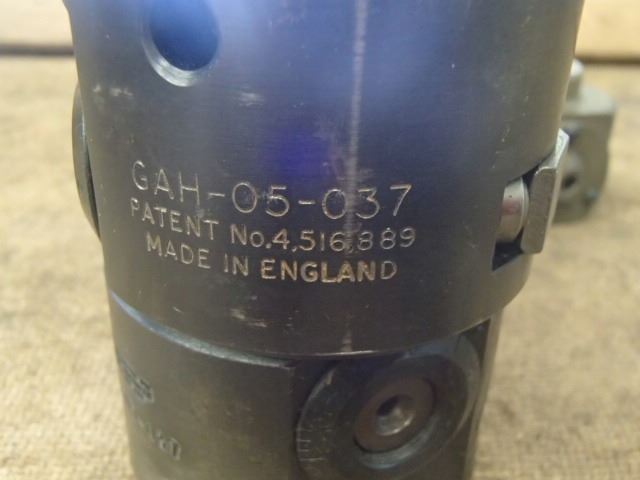 GAH-05-037
PATENT No.4,516,889
MADE IN ENGLAND